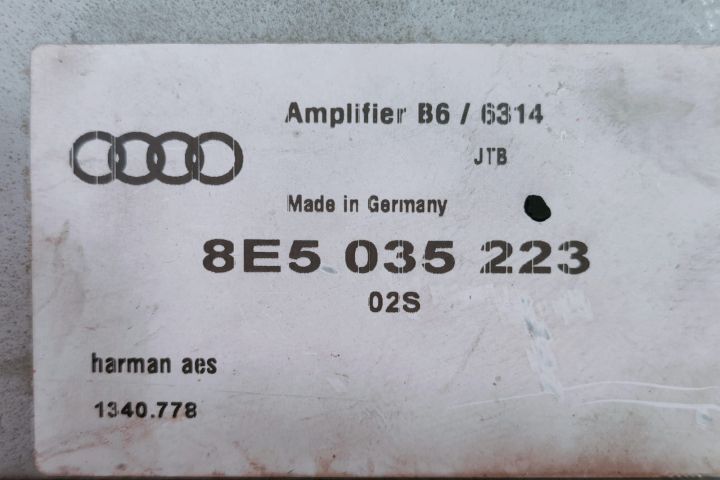 Amplifier B6 / 6314
JTB
Made in Germany
8E5 035 223
02S
harman aes
1340.778